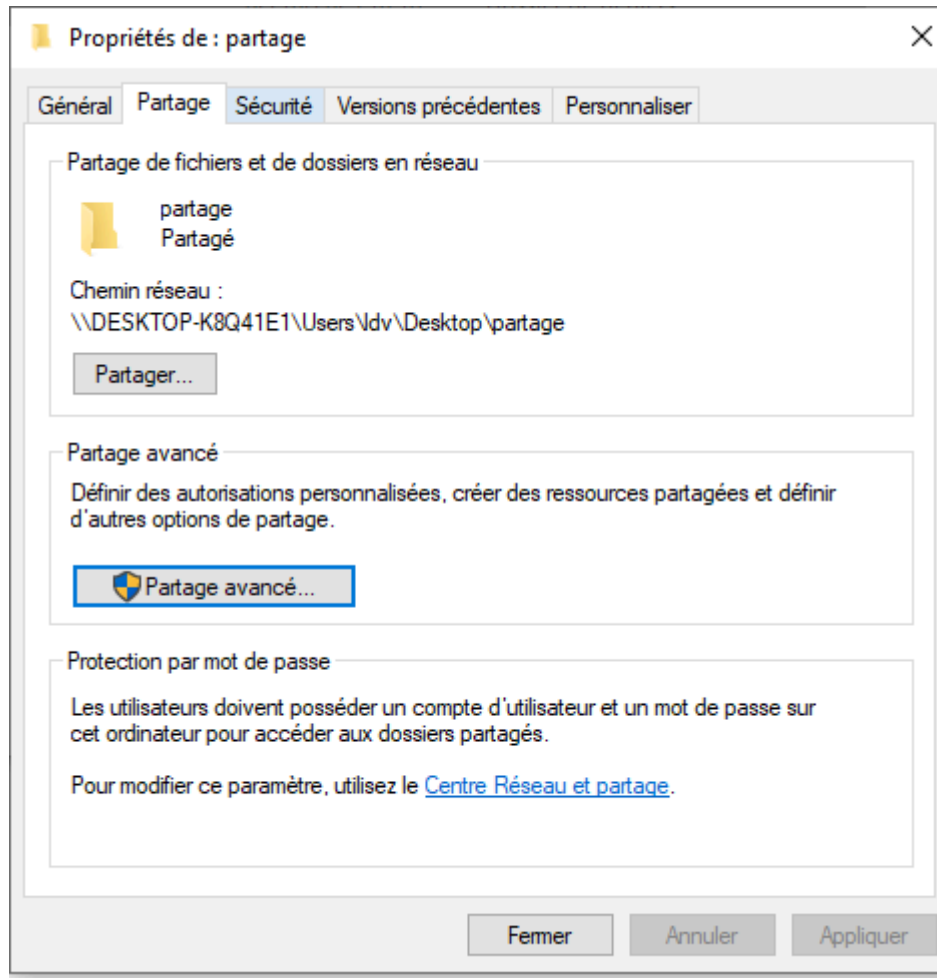 Propriétés de : partage
Général Partage Sécurité Versions précédentes Personnaliser
Partage de fichiers et de dossiers en réseau
partage
Partagé
Chemin réseau :
\\DESKTOP-K8Q41E1\Users\ldv\Desktop\partage
Partager...
Partage avancé
Définir des autorisations personnalisées, créer des ressources partagées et définir
d'autres options de partage.
Partage avancé...
Protection par mot de passe
Les utilisateurs doivent posséder un compte d'utilisateur et un mot de passe sur
cet ordinateur pour accéder aux dossiers partagés.
Pour modifier ce paramètre, utilisez le Centre Réseau et partage.
Fermer Annuler Appliquer